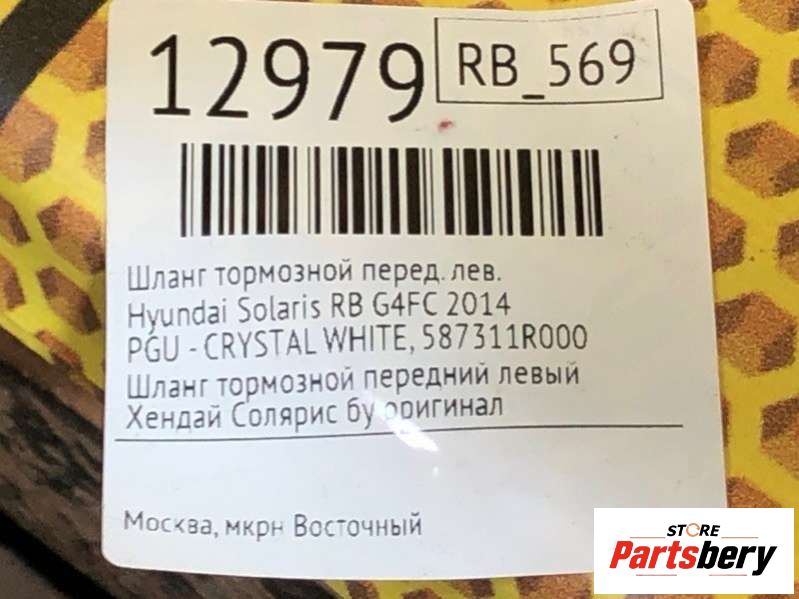 12979
RB_569
Шланг тормозной перед. лев.
Hyundai Solaris RB G4FC 2014
PGU - CRYSTAL WHITE, 587311R000
Шланг тормозной передний левый
Хендай Солярис бу оригинал
Москва, мкрн Восточный
STORE
Partsbery